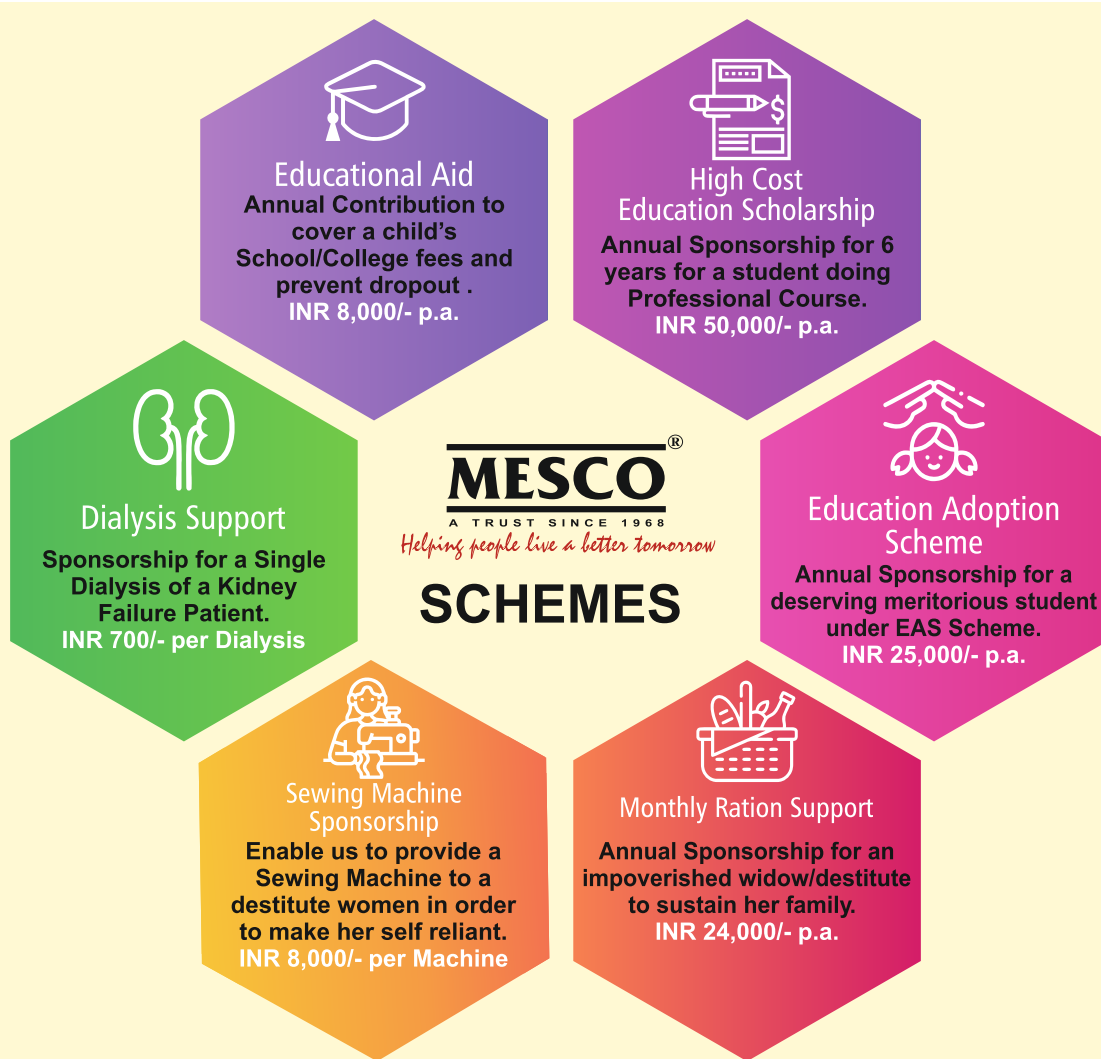 Educational Aid
Annual Contribution to
cover a child's
School/College fees and
prevent dropout .
INR 8,000/- p.a.
$
High Cost
Education Scholarship
Annual Sponsorship for 6
years for a student doing
Professional Course.
INR 50,000/- p.a.
Dialysis Support
Sponsorship for a Single
Dialysis of a Kidney
Failure Patient.
INR 700/- per Dialysis
MESCO®
A TRUST SINCE 1968
Helping people live a better tomorrow
SCHEMES
Education Adoption
Scheme
Annual Sponsorship for a
deserving meritorious student
under EAS Scheme.
INR 25,000/- p.a.
Sewing Machine
Sponsorship
Enable us to provide a
Sewing Machine to a
destitute women in order
to make her self reliant.
INR 8,000/- per Machine
Monthly Ration Support
Annual Sponsorship for an
impoverished widow/destitute
to sustain her family.
INR 24,000/- p.a.